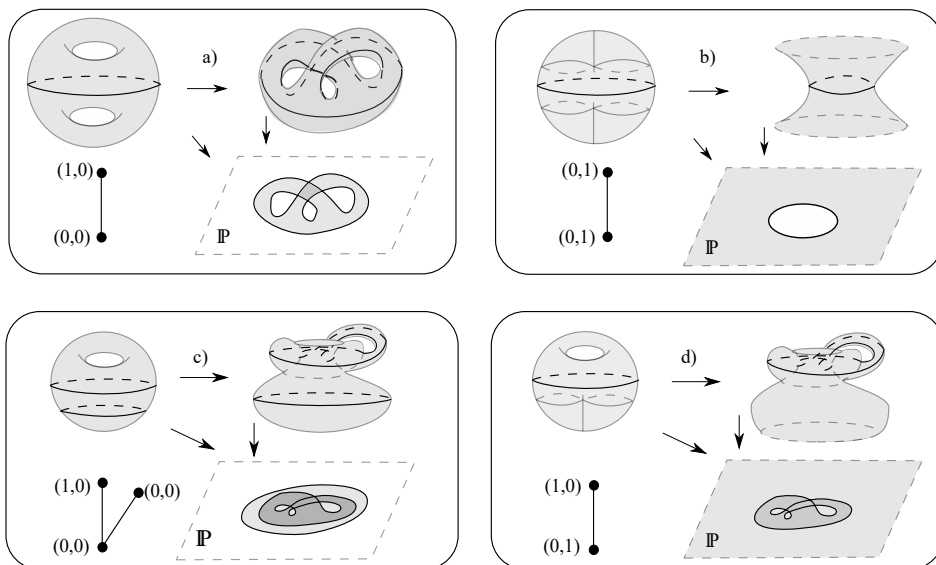 a)
(1,0)
(0,0)
ℙ
b)
(0,1)
(0,1)
ℙ
c)
(1,0)
(0,0)
(0,0)
ℙ
d)
(1,0)
(0,1)
ℙ